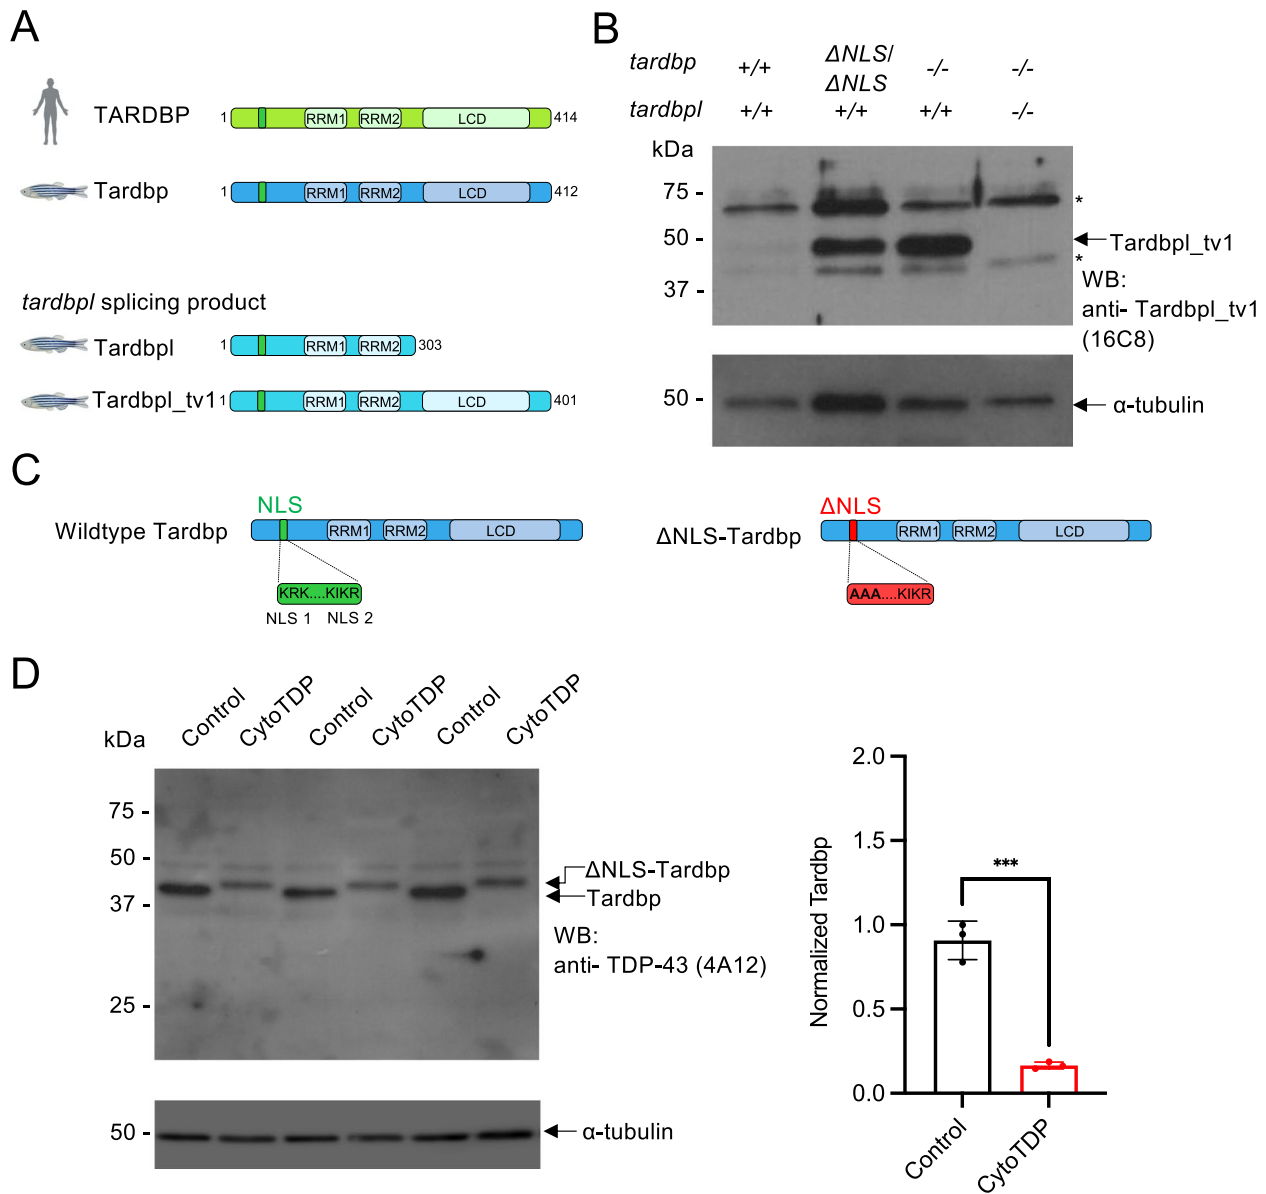 A
TARDBP 1 RRM1 RRM2 LCD 414
Tardbp 1 RRM1 RRM2 LCD 412
tardbpl splicing product
Tardbpl 1 RRM1 RRM2 303
Tardbpl_tv1 1 RRM1 RRM2 LCD 401
B
tardbp +/+ ΔNLS/ -/- -/-
ΔNLS
tardbpl +/+ +/+ +/+ -/-
kDa
75 -
*
50 -
Tardbpl_tv1
*
37 -
WB:
anti- Tardbpl_tv1
(16C8)
50 -
α-tubulin
C
NLS
Wildtype Tardbp RRM1 RRM2 LCD
KRK....KIKR
NLS 1 NLS 2
ΔNLS
ΔNLS-Tardbp RRM1 RRM2 LCD
AAA....KIKR
D
Control CytoTDP Control CytoTDP Control CytoTDP
kDa
75 -
50 -
ΔNLS-Tardbp
Tardbp
37 -
WB:
anti- TDP-43 (4A12)
25 -
50 -
α-tubulin
Normalized Tardbp
2.0
1.5
***
1.0
0.5
0.0
Control CytoTDP